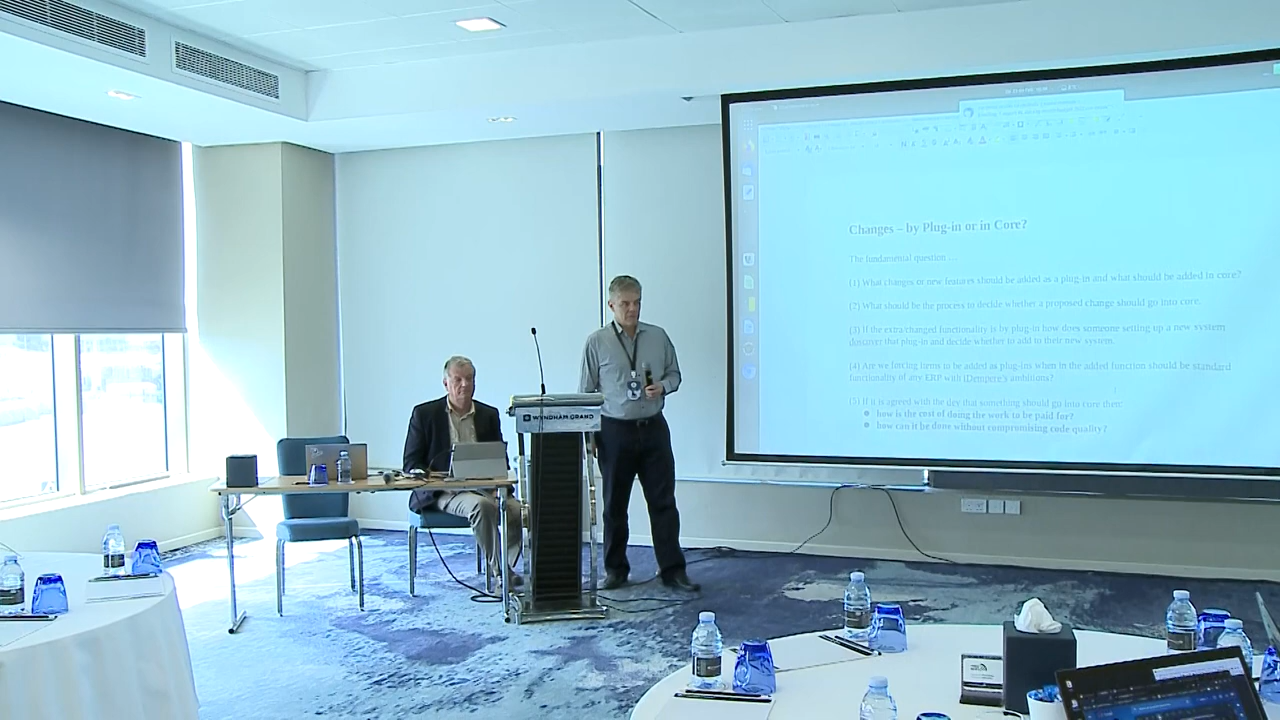 Changes – by Plug-in or in Core?
The fundamental question ...
(1) What changes or new features should be added as a plug-in and what should be added in core?
(2) What should be the process to decide whether a proposed change should go into core.
(3) If the extra/changed functionality is by plug-in how does someone setting up a new system
discover that plug-in and decide whether to add to their new system.
(4) Are we forcing items to be added as plug-ins when in the added function should be standard
functionality of any ERP with iDempere's ambitions?
(5) If it is agreed with the dev that something should go into core then:
how is the cost of doing the work to be paid for?
how can it be done without compromising code quality?
WYNDHAM GRAND